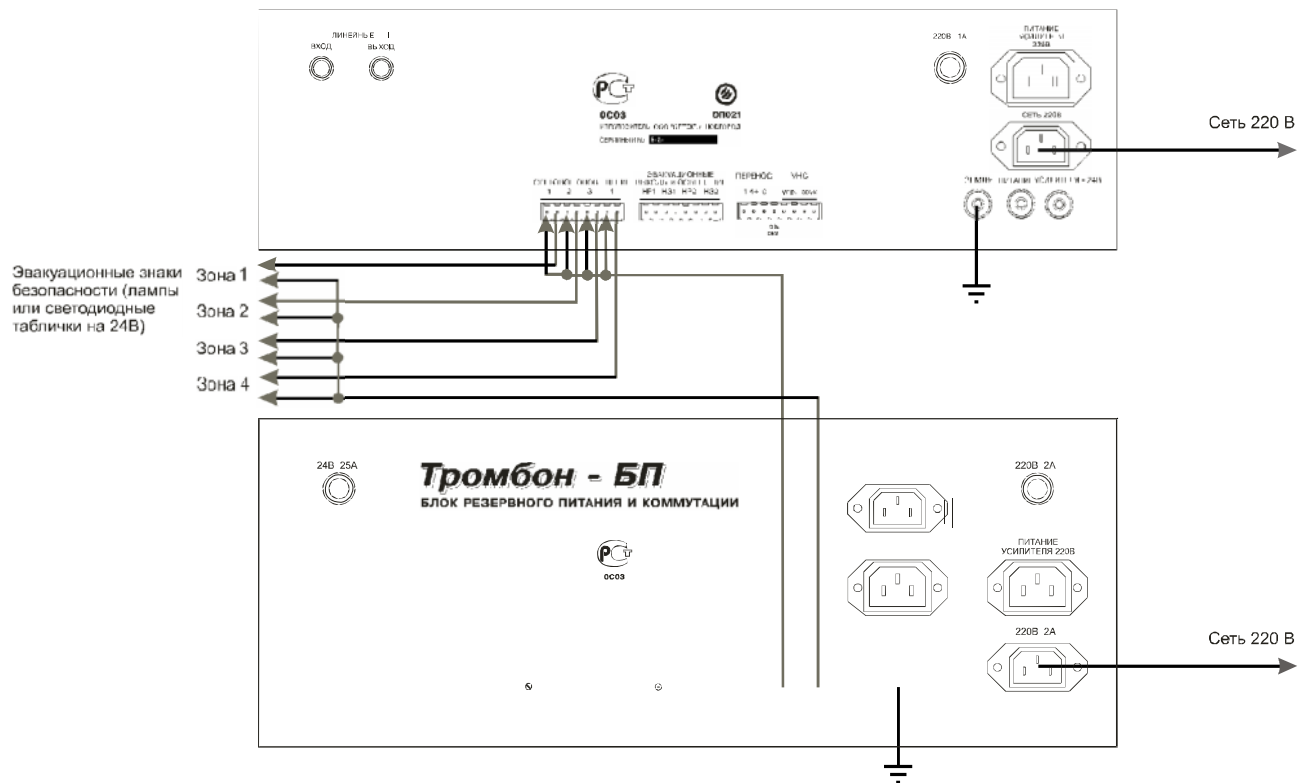 ЛИНЕЙНЫЕ
ВХОД ВЫХОД
220В 1А
ПИТАНИЕ
220В
СЕТЬ 220В
Сеть 220 В
РСТ
ОС03 ОП021
ЭВАКУАЦИОННЫЕ
ПЕРЕНОС
1 2 3
НР1 НЗ1 НР2 НЗ2
Эвакуационные знаки
безопасности (лампы
или светодиодные
таблички на 24В)
Зона 1
Зона 2
Зона 3
Зона 4
24В 25А
Тромбон - БП
БЛОК РЕЗЕРВНОГО ПИТАНИЯ И КОММУТАЦИИ
РСТ
ОС03
220В 2А
ПИТАНИЕ
УСИЛИТЕЛЯ 220В
220В 2А
Сеть 220 В